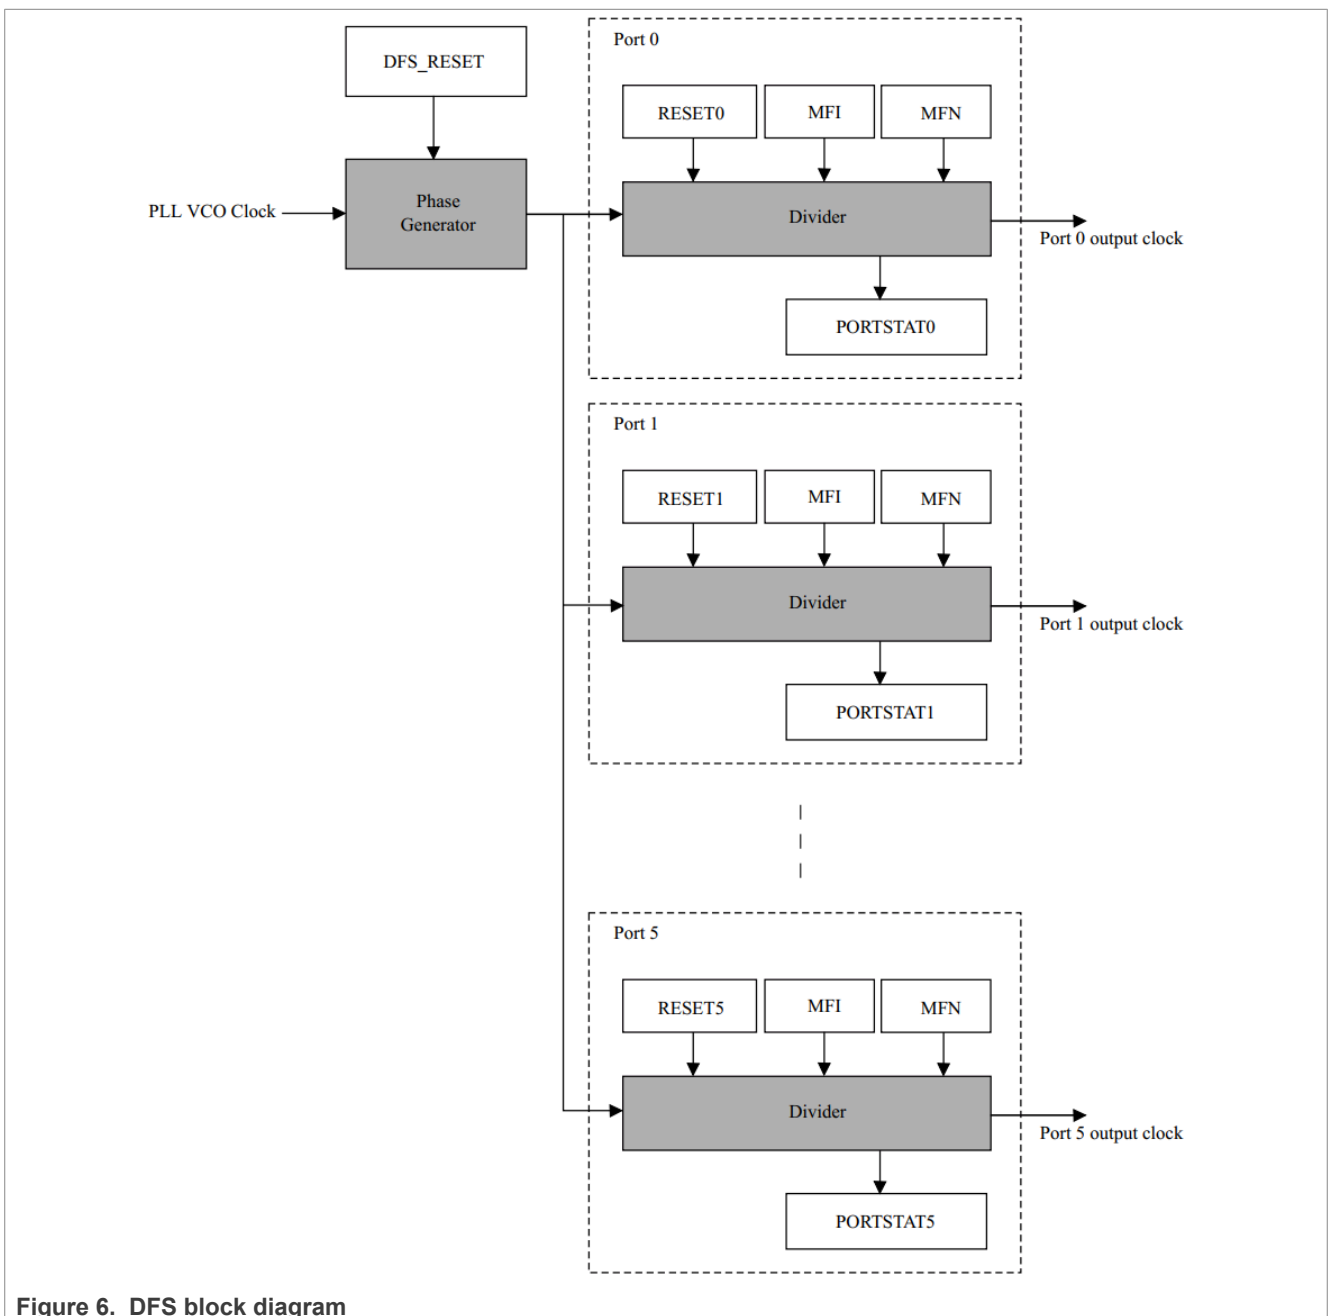 DFS_RESET
Phase
Generator
PLL VCO Clock
Port 0
RESET0
MFI
MFN
Divider
Port 0 output clock
PORTSTAT0
Port 1
RESET1
MFI
MFN
Divider
Port 1 output clock
PORTSTAT1
Port 5
RESET5
MFI
MFN
Divider
Port 5 output clock
PORTSTAT5
Figure 6. DFS block diagram